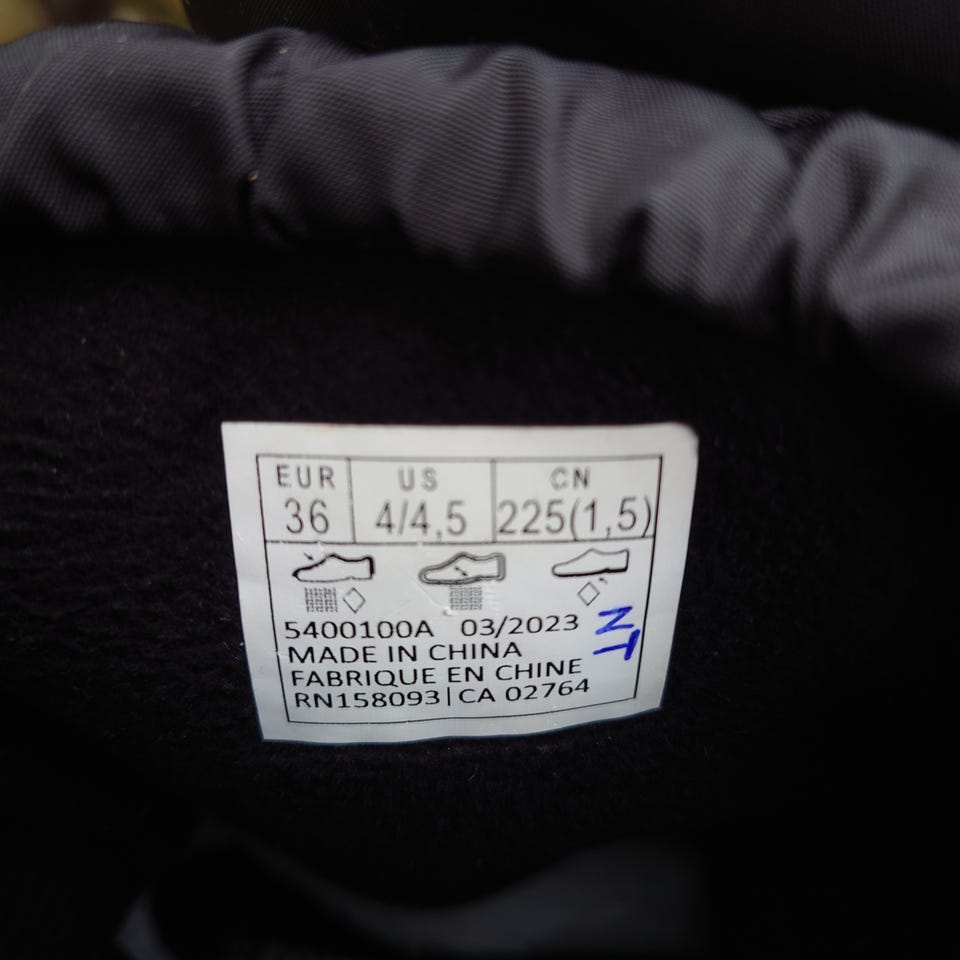 EUR US CN
36 4/4,5 225(1,5)
5400100A 03/2023
MADE IN CHINA
FABRIQUE EN CHINE
RN158093|CA 02764
NT